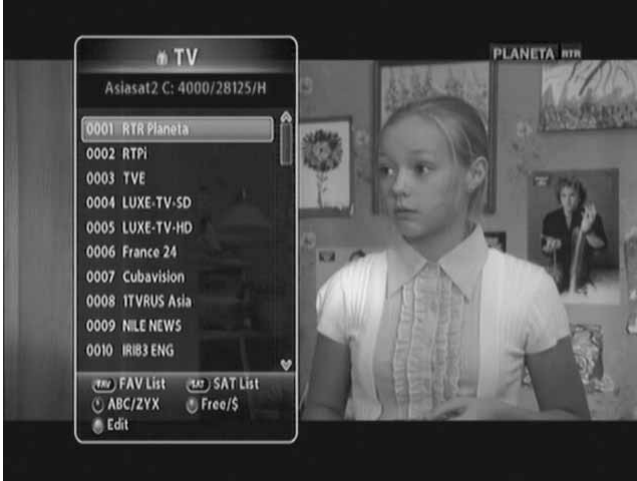 TV
PLANETA RTR
Asiasat2 C: 4000/28125/H
0001 RTR Planeta
0002 RTPi
0003 TVE
0004 LUXE-TV-SD
0005 LUXE-TV-HD
0006 France 24
0007 Cubavision
0008 1TVRUS Asia
0009 NILE NEWS
0010 IRIB3 ENG
FAV FAV List SAT SAT List
ABC/ZYX Free/$
Edit